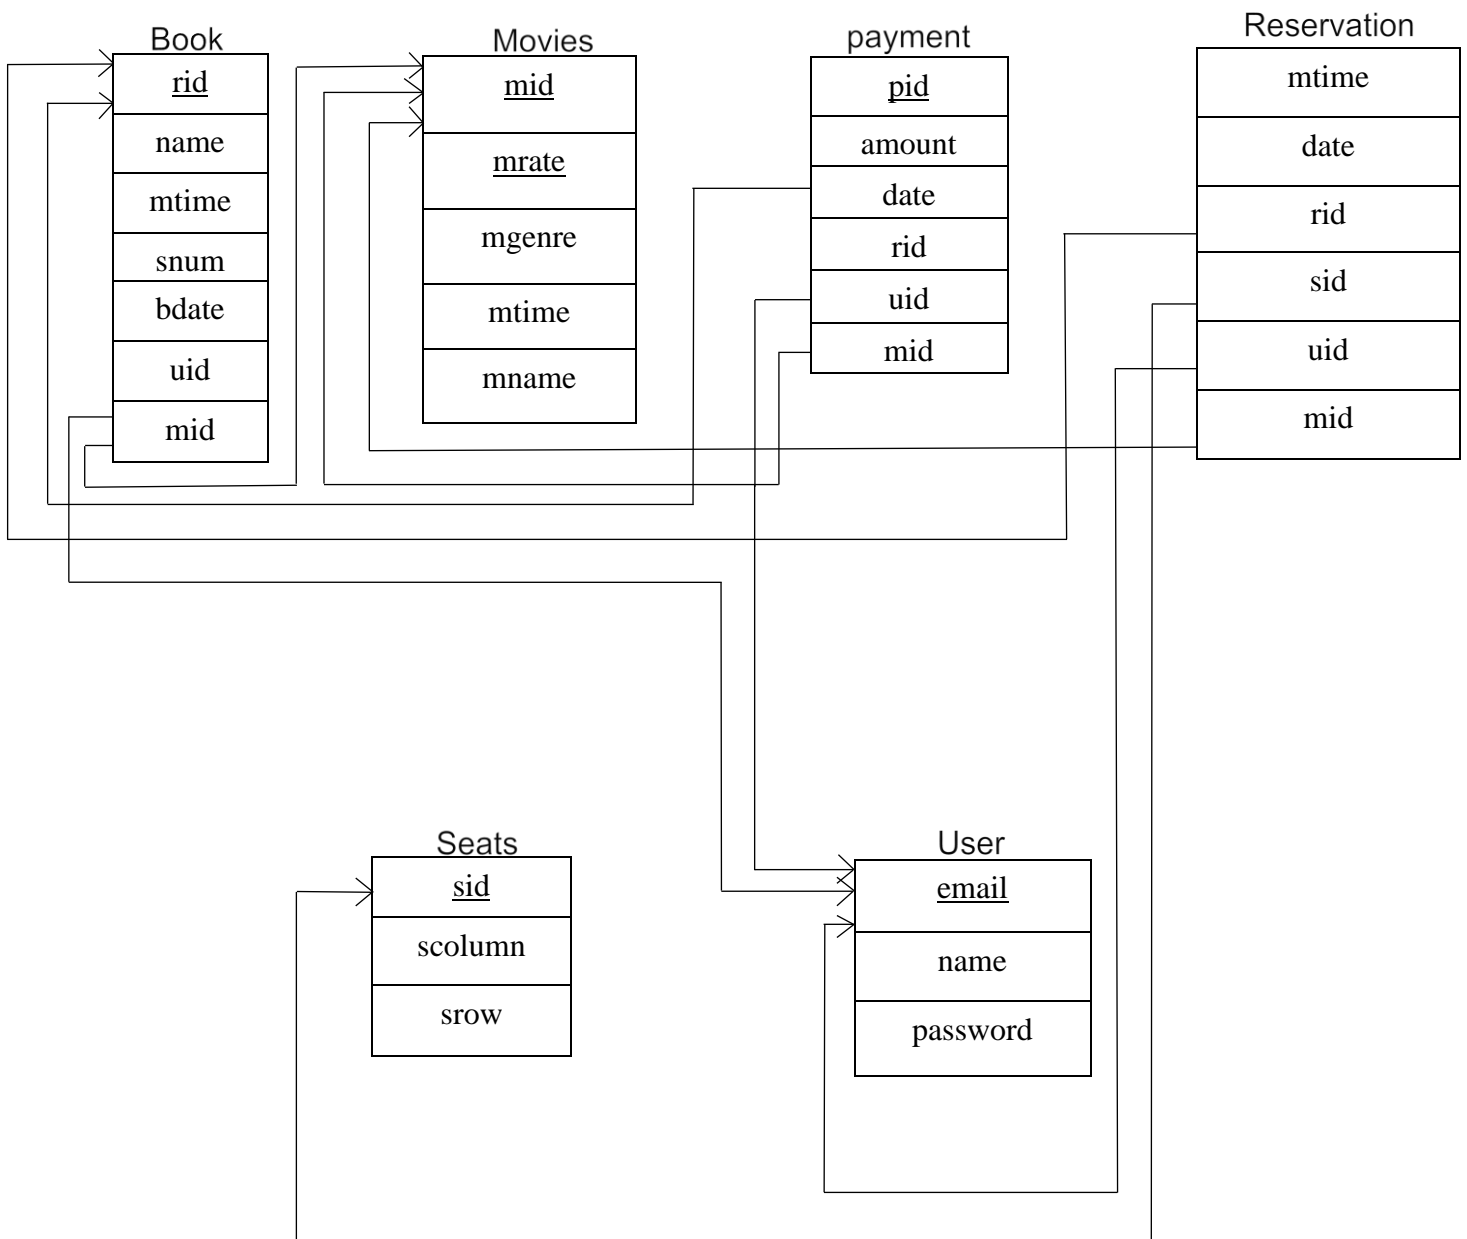 Book
rid
name
mtime
snum
bdate
uid
mid
Movies
mid
mrate
mgenre
mtime
mname
payment
pid
amount
date
rid
uid
mid
Reservation
mtime
date
rid
sid
uid
mid
Seats
sid
scolumn
srow
User
email
name
password